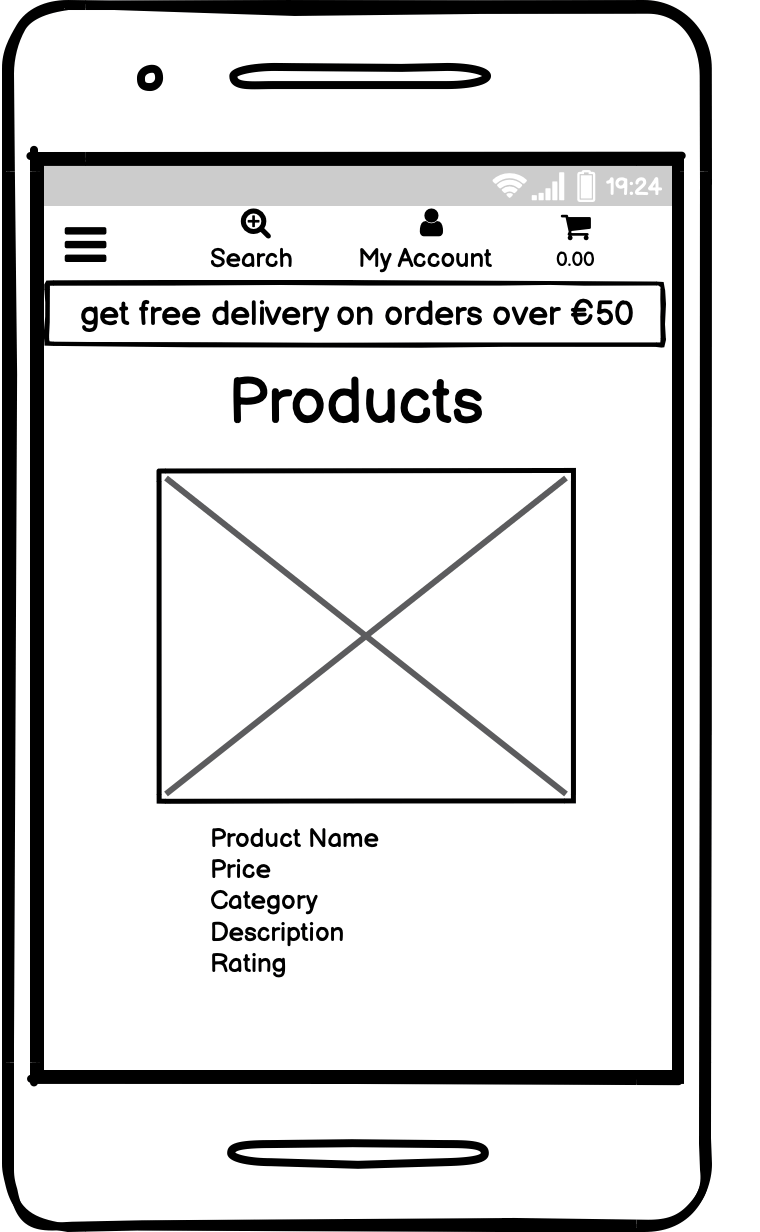 19:24
Search My Account 0.00
get free delivery on orders over €50
Products
Product Name
Price
Category
Description
Rating